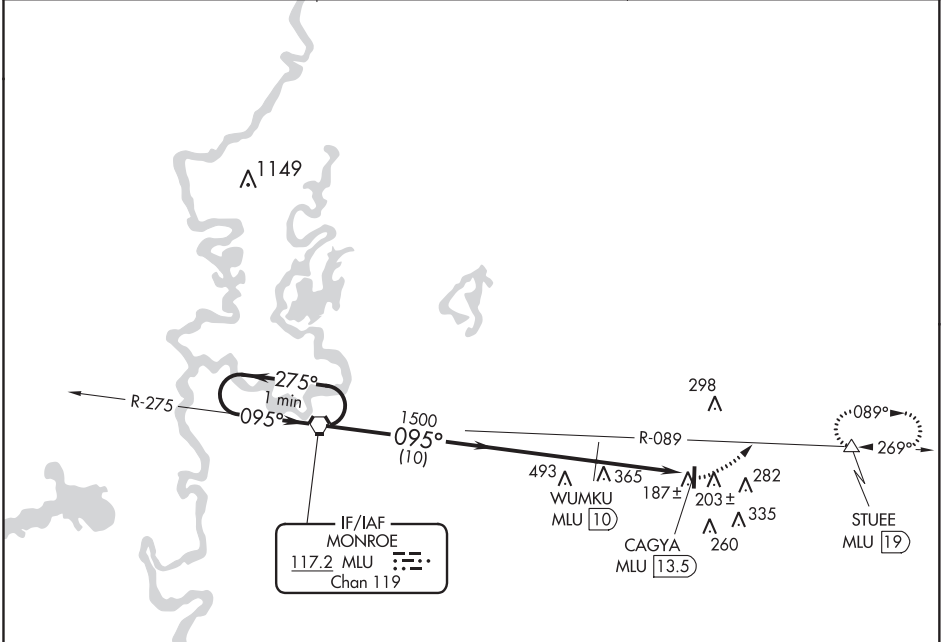 1149
298
R-275
275°
1 min
095°
1500
095°
(10)
R-089
089°
269°
493
365
187±
203±
282
335
260
WUMKU
MLU 10
CAGYA
MLU 13.5
STUEE
MLU 19
IF/IAF
MONROE
117.2 MLU
Chan 119